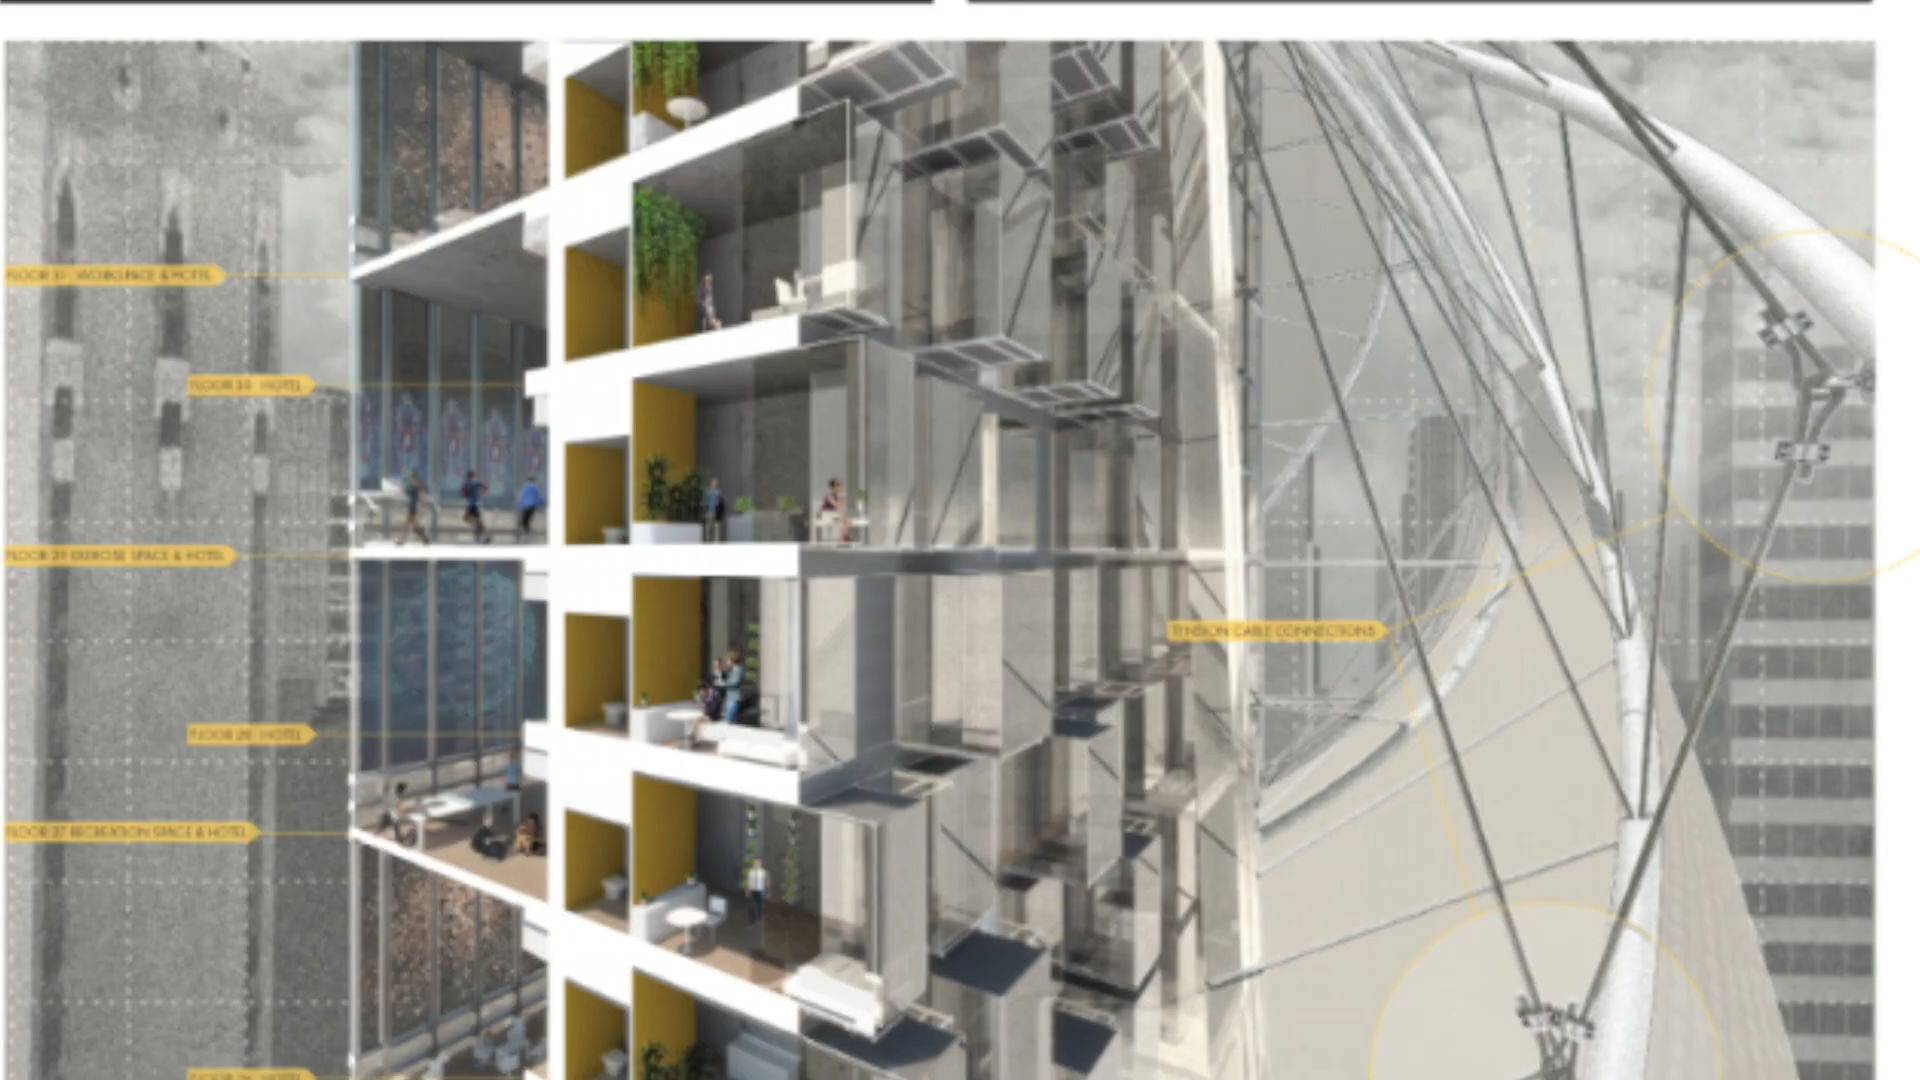 FLOOR 31 WORKSPACE & HOTEL
FLOOR 30 HOTEL
FLOOR 29 EXERCISE SPACE & HOTEL
TENSION CABLE CONNECTIONS
FLOOR 28 HOTEL
FLOOR 27 RECREATION SPACE & HOTEL